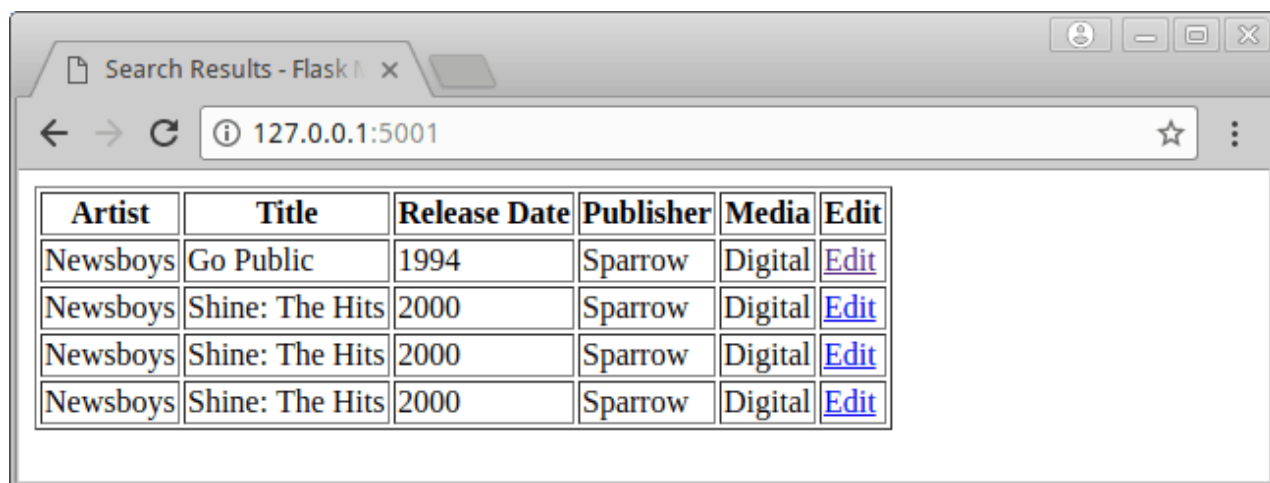 Search Results - Flask
127.0.0.1:5001
Artist Title Release Date Publisher Media Edit
Newsboys Go Public 1994 Sparrow Digital Edit
Newsboys Shine: The Hits 2000 Sparrow Digital Edit
Newsboys Shine: The Hits 2000 Sparrow Digital Edit
Newsboys Shine: The Hits 2000 Sparrow Digital Edit